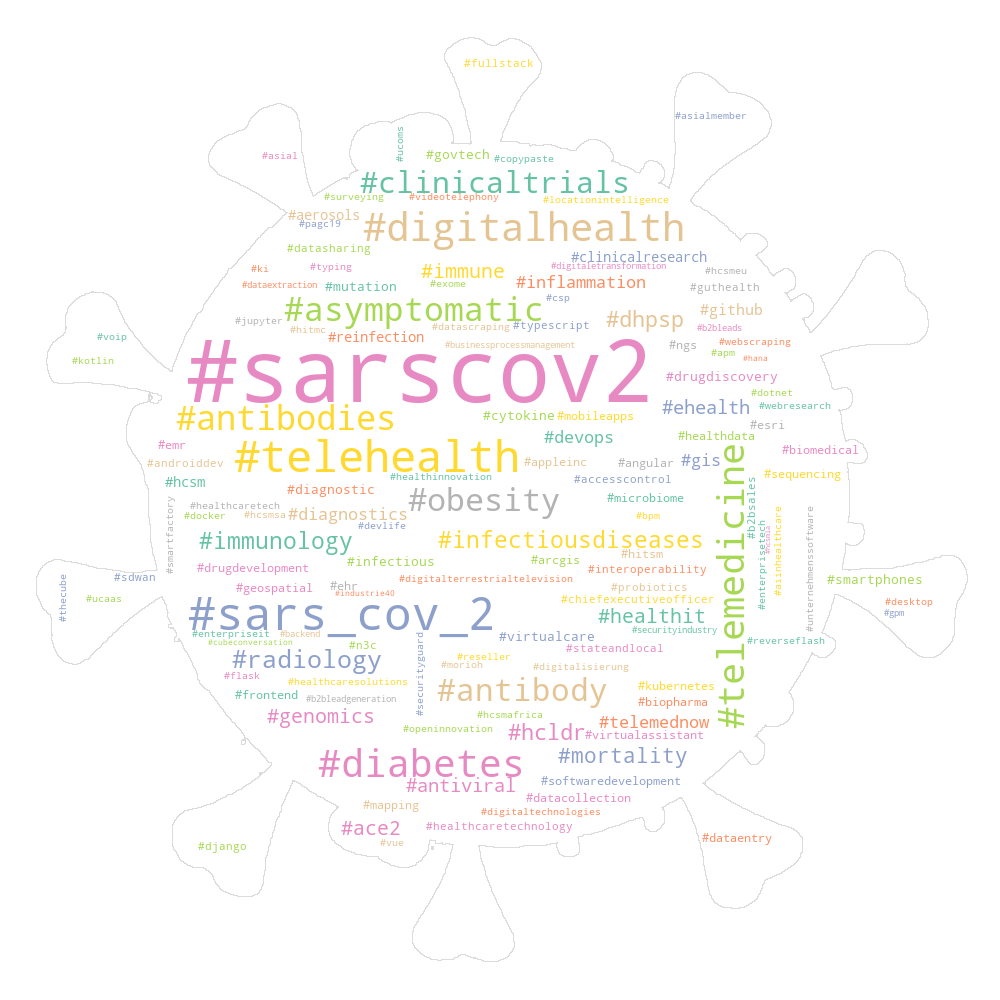 #fullstack
#asialmember
#asial
#ucoms
#govtech
#copypaste
#clinicaltrials
#surveying
#videotelephony
#locationintelligence
#aerosols
#pagc19
#digitalhealth
#datasharing
#clinicalresearch
#ki
#typing
#immune
#digitaletransformation
#hcsmeu
#dataextraction
#mutation
#exome
#inflammation
#guthealth
#csp
#asymptomatic
#jupyter
#hitmc
#datascraping
#typescript
#dhpsp
#github
#b2bleads
#voip
#reinfection
#businessprocessmanagement
#ngs
#webscraping
#apm
#hana
#kotlin
#sarscov2
#drugdiscovery
#dotnet
#antibodies
#cytokine
#mobileapps
#ehealth
#webresearch
#esri
#emr
#telehealth
#devops
#healthdata
#biomedical
#androiddev
#appleinc
#angular
#gis
#sequencing
#hcsm
#healthinnovation
#accesscontrol
#diagnostic
#obesity
#microbiome
#telemedicine
#b2bsales
#healthcaretech
#smartfactory
#docker
#hcsmsa
#diagnostics
#devlife
#bpm
#enterprisetech
#aiinhealthcare
#unternehmenssoftware
#immunology
#infectiousdiseases
#hitsm
#infectious
#arcgis
#drugdevelopment
#interoperability
#sdwan
#thecube
#digitalterrestrialtelevision
#smartphones
#geospatial
#ehr
#industrie40
#probiotics
#ucaas
#chiefexecutiveofficer
#desktop
#gpm
#sars_cov_2
#healthit
#enterpriseit
#backend
#cubeconversation
#n3c
#securityguard
#virtualcare
#securityindustry
#stateandlocal
#reverseflash
#radiology
#reseller
#morioh
#digitalisierung
#flask
#healthcaresolutions
#kubernetes
#frontend
#b2bleadgeneration
#antibody
#biopharma
#genomics
#hcsmafrica
#telemednow
#openinnovation
#hcldr
#virtualassistant
#diabetes
#mortality
#antiviral
#softwaredevelopment
#datacollection
#mapping
#digitaltechnologies
#ace2
#healthcaretechnology
#vue
#django
#dataentry